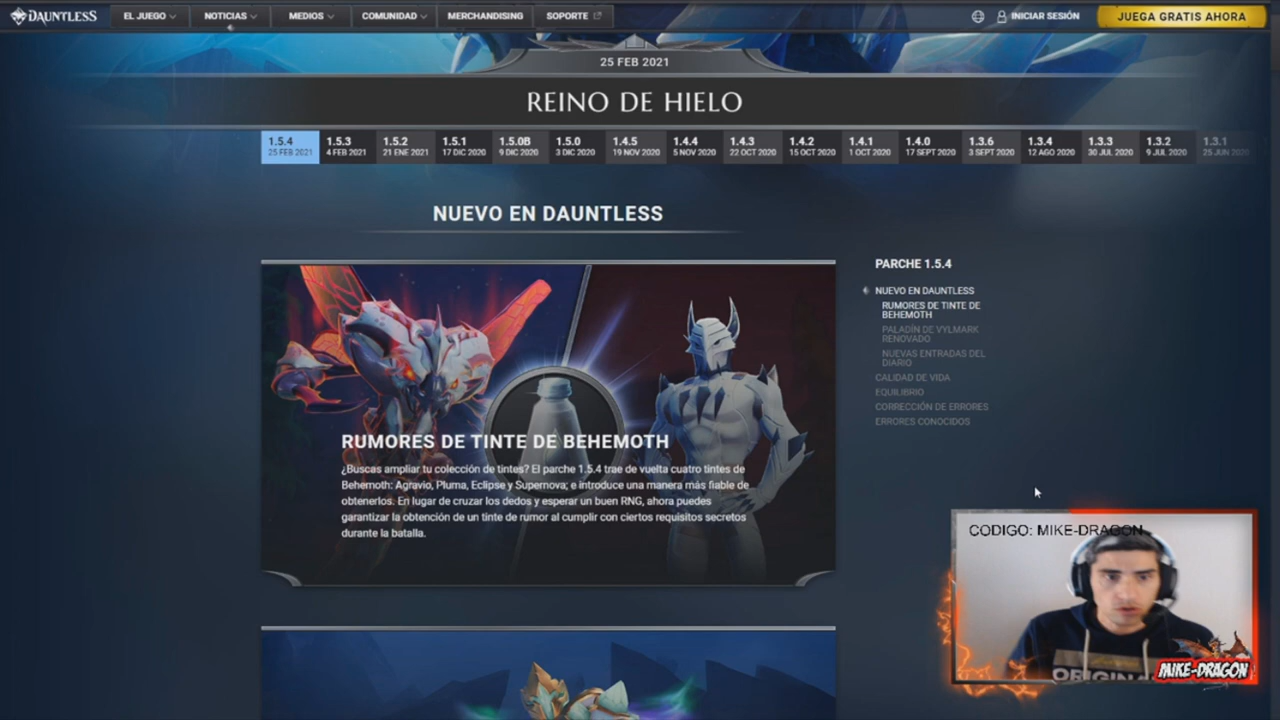 DAUNTLESS
EL JUEGO
NOTICIAS
MEDIOS
COMUNIDAD
MERCHANDISING
SOPORTE
INICIAR SESIÓN
JUEGA GRATIS AHORA
25 FEB 2021
REINO DE HIELO
1.5.4
25 FEB 2021
1.5.3
4 FEB 2021
1.5.2
21 ENE 2021
1.5.1
17 DIC 2020
1.5.0B
9 DIC 2020
1.5.0
3 DIC 2020
1.4.5
19 NOV 2020
1.4.4
5 NOV 2020
1.4.3
22 OCT 2020
1.4.2
15 OCT 2020
1.4.1
1 OCT 2020
1.4.0
17 SEPT 2020
1.3.6
3 SEPT 2020
1.3.4
12 AGO 2020
1.3.3
30 JUL 2020
1.3.2
9 JUL 2020
1.3.1
25 JUN 2020
NUEVO EN DAUNTLESS
RUMORES DE TINTE DE BEHEMOTH
¿Buscas ampliar tu colección de tintes? El parche 1.5.4 trae de vuelta cuatro tintes de
Behemoth: Agravio, Pluma, Eclipse y Supernova; e introduce una manera más fiable de
obtenerlos. En lugar de cruzar los dedos y esperar un buen RNG, ahora puedes
garantizar la obtención de un tinte de rumor al cumplir con ciertos requisitos secretos
durante la batalla.
PARCHE 1.5.4
NUEVO EN DAUNTLESS
RUMORES DE TINTE DE
BEHEMOTH
PALADÍN DE VYLMARK
RENOVADO
NUEVAS ENTRADAS DEL
DIARIO
CALIDAD DE VIDA
EQUILIBRIO
CORRECCIÓN DE ERRORES
ERRORES CONOCIDOS
CODIGO: MIKE-DRAGON
MIKE-DRAGON